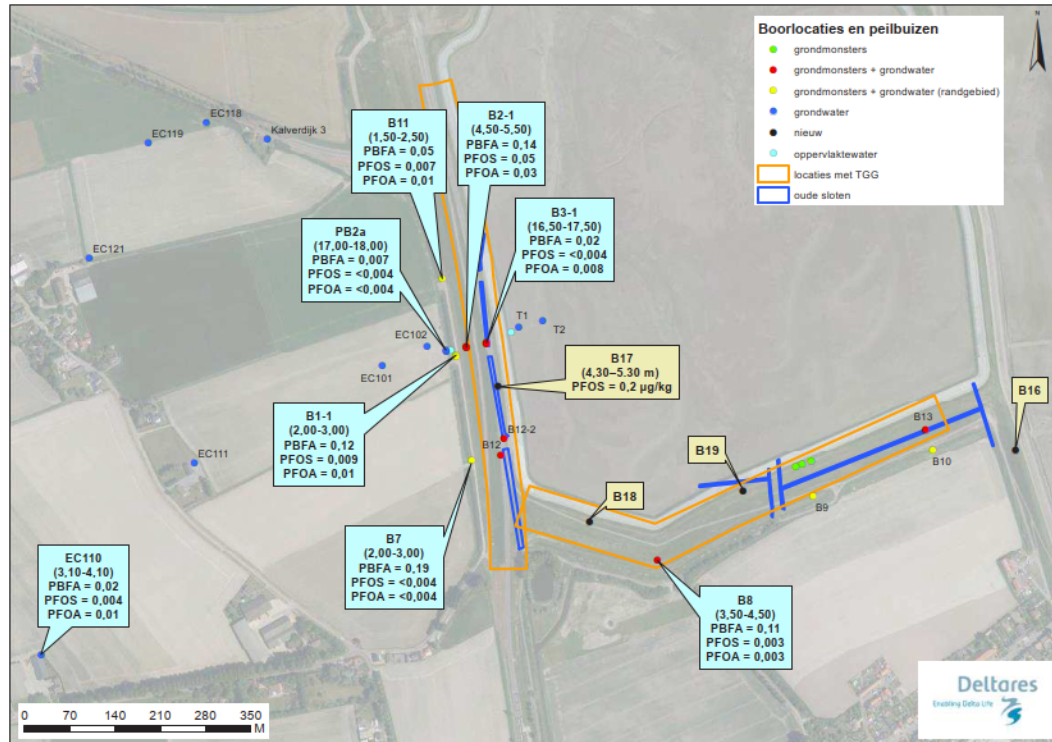 Boorlocaties en peilbuizen
grondmonsters
grondmonsters + grondwater
grondmonsters + grondwater (randgebied)
grondwater
nieuw
oppervlaktewater
locaties met TGG
oude sloten
N
EC118
EC119
Kalverdijk 3
B11
(1,50-2,50)
PBFA = 0,05
PFOS = 0,007
PFOA = 0,01
B2-1
(4,50-5,50)
PBFA = 0,14
PFOS = 0,05
PFOA = 0,03
B3-1
(16,50-17,50)
PBFA = 0,02
PFOS = <0,004
PFOA = 0,008
PB2a
(17,00-18,00)
PBFA = 0,007
PFOS = <0,004
PFOA = <0,004
EC121
T1
T2
EC102
EC101
B17
(4,30–5.30 m)
PFOS = 0,2 µg/kg
B1-1
(2,00-3,00)
PBFA = 0,12
PFOS = 0,009
PFOA = 0,01
B12-2
B12
EC111
B13
B16
B10
B19
B9
B18
B7
(2,00-3,00)
PBFA = 0,19
PFOS = <0,004
PFOA = <0,004
EC110
(3,10-4,10)
PBFA = 0,02
PFOS = 0,004
PFOA = 0,01
B8
(3,50-4,50)
PBFA = 0,11
PFOS = 0,003
PFOA = 0,003
0 70 140 210 280 350
M
Deltares
Enabling Delta Life